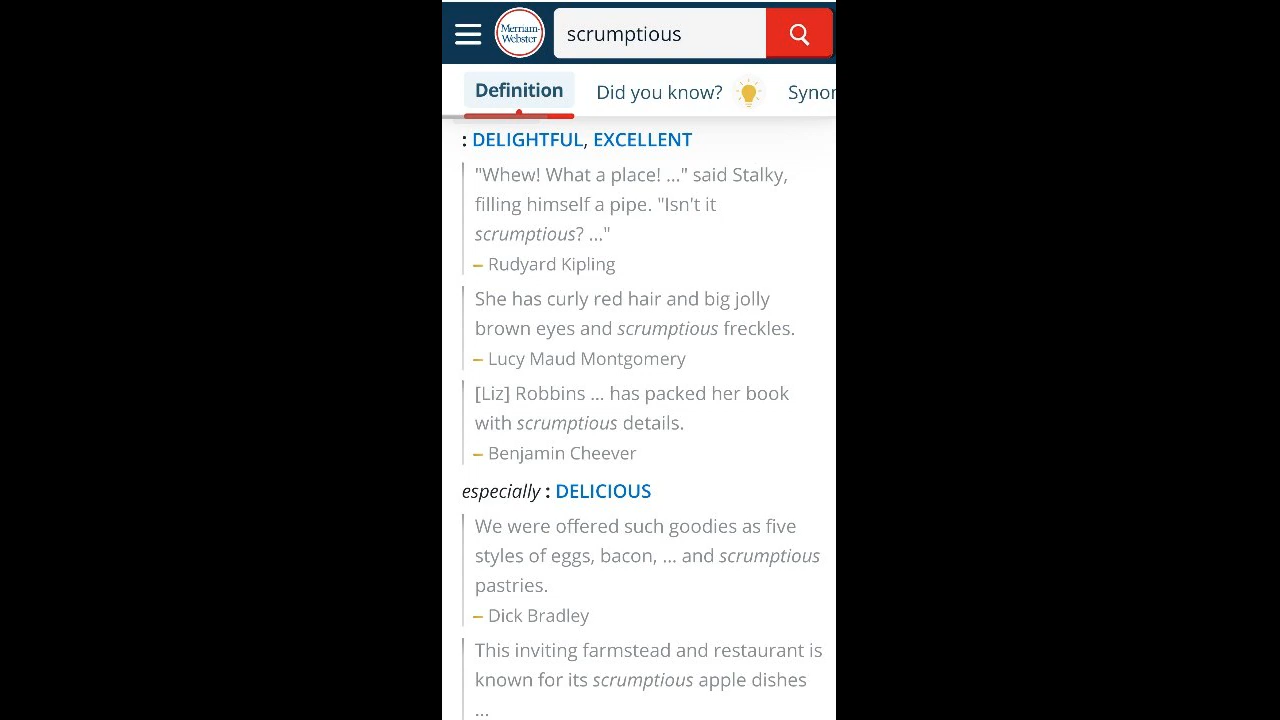 Merriam-
Webster
scrumptious
Definition
Did you know?
Synor
: DELIGHTFUL, EXCELLENT
"Whew! What a place! ..." said Stalky,
filling himself a pipe. "Isn't it
scrumptious? ..."
– Rudyard Kipling
She has curly red hair and big jolly
brown eyes and scrumptious freckles.
– Lucy Maud Montgomery
[Liz] Robbins ... has packed her book
with scrumptious details.
– Benjamin Cheever
especially : DELICIOUS
We were offered such goodies as five
styles of eggs, bacon, ... and scrumptious
pastries.
– Dick Bradley
This inviting farmstead and restaurant is
known for its scrumptious apple dishes
...